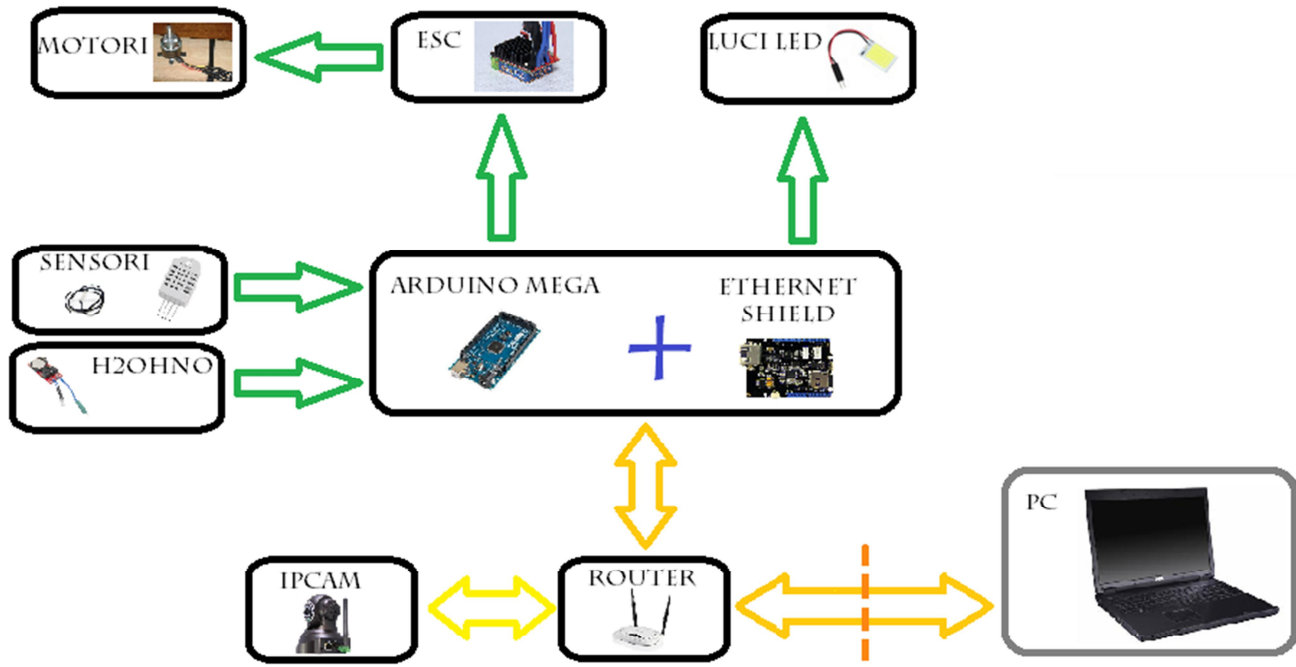 MOTORI
ESC
LUCI LED
SENSORI
ARDUINO MEGA
ETHERNET
SHIELD
H2OHNO
PC
IPCAM
ROUTER